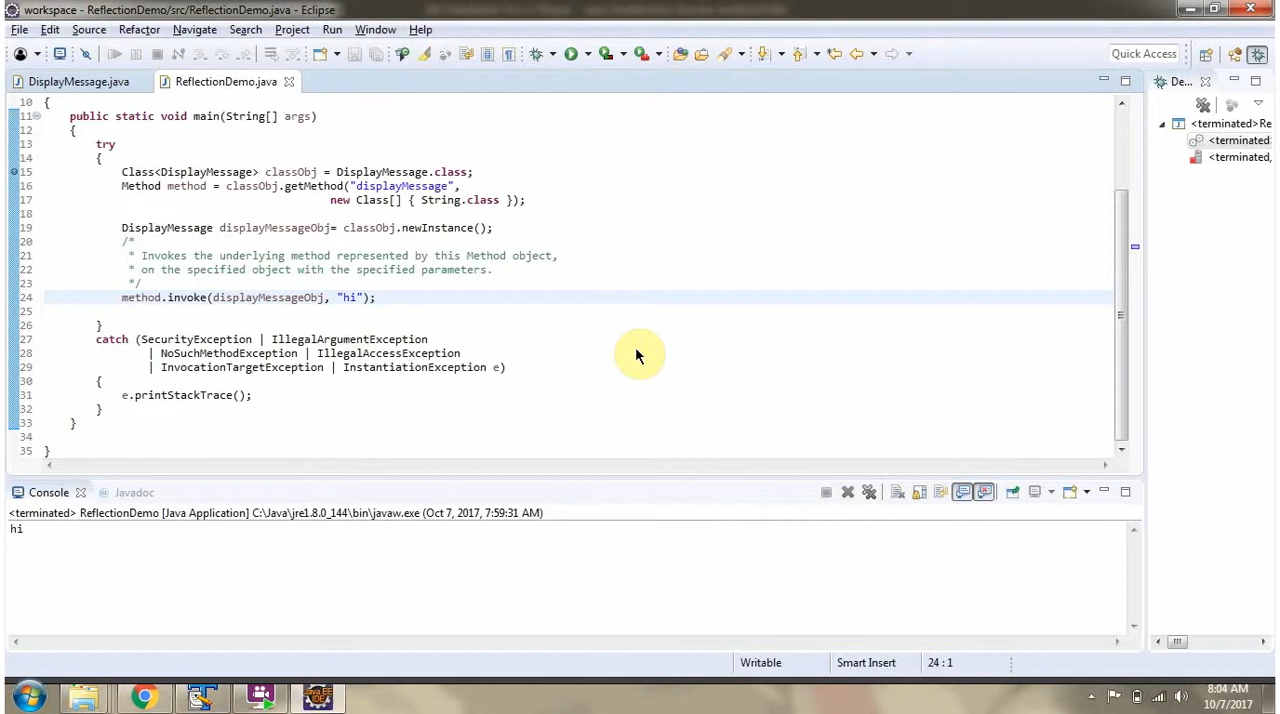 workspace - ReflectionDemo/src/ReflectionDemo.java - Eclipse
File Edit Source Refactor Navigate Search Project Run Window Help
Quick Access
DisplayMessage.java ReflectionDemo.java De...
10 {
11 public static void main(String[] args)
12 {
13 try
14 {
15 Class<DisplayMessage> classObj = DisplayMessage.class;
16 Method method = classObj.getMethod("displayMessage",
17 new Class[] { String.class });
18
19 DisplayMessage displayMessageObj= classObj.newInstance();
20 /*
21 * Invokes the underlying method represented by this Method object,
22 * on the specified object with the specified parameters.
23 */
24 method.invoke(displayMessageObj, "hi");
25
26 }
27 catch (SecurityException | IllegalArgumentException
28 | NoSuchMethodException | IllegalAccessException
29 | InvocationTargetException | InstantiationException e)
30 {
31 e.printStackTrace();
32 }
33 }
34
35 }
<terminated>Re
<terminated
<terminated,
Console Javadoc
<terminated> ReflectionDemo [Java Application] C:\Java\jre1.8.0_144\bin\javaw.exe (Oct 7, 2017, 7:59:31 AM)
hi
Writable Smart Insert 24 : 1
Java EE
IDE
8:04 AM
10/7/2017